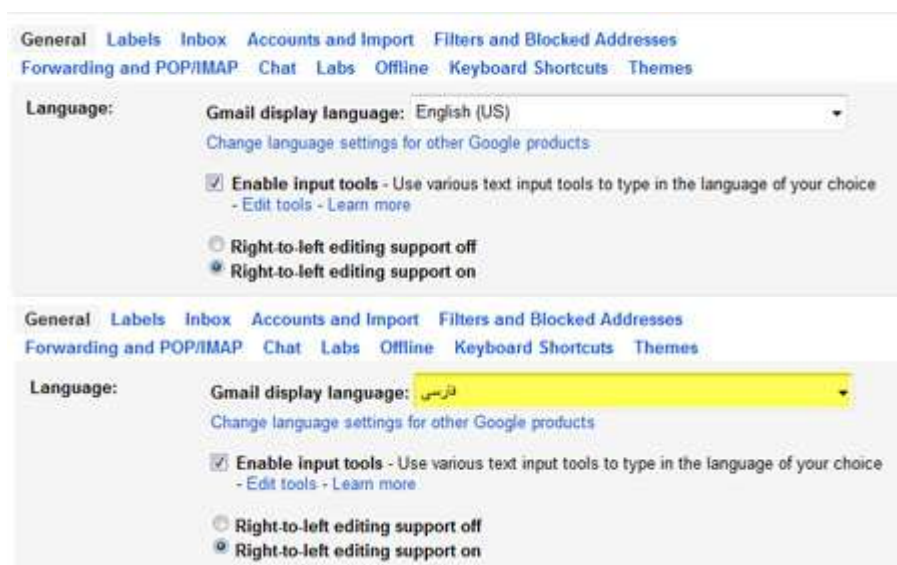 General Labels Inbox Accounts and Import Filters and Blocked Addresses
Forwarding and POP/IMAP Chat Labs Offline Keyboard Shortcuts Themes
Language: Gmail display language: English (US)
Change language settings for other Google products
Enable input tools - Use various text input tools to type in the language of your choice
- Edit tools - Learn more
Right-to-left editing support off
Right-to-left editing support on
General Labels Inbox Accounts and Import Filters and Blocked Addresses
Forwarding and POP/IMAP Chat Labs Offline Keyboard Shortcuts Themes
Language: Gmail display language: فارسی
Change language settings for other Google products
Enable input tools - Use various text input tools to type in the language of your choice
- Edit tools - Learn more
Right-to-left editing support off
Right-to-left editing support on